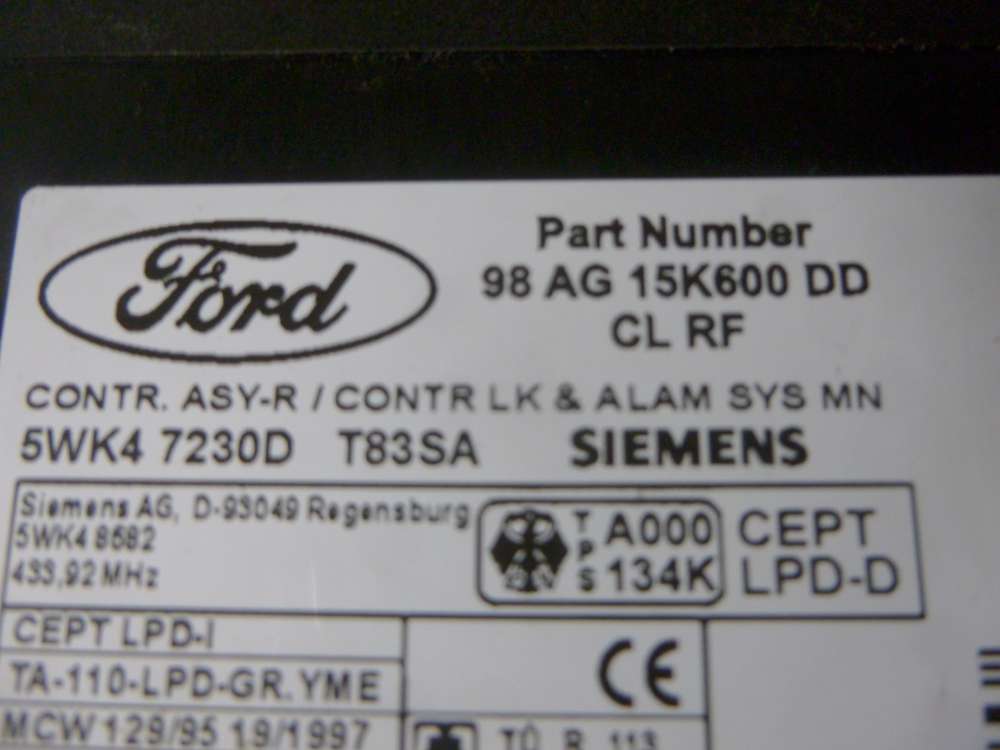 Ford
Part Number
98 AG 15K600 DD
CL RF
CONTR. ASY-R / CONTR LK & ALAM SYS MN
5WK4 7230D T83SA SIEMENS
Siemens AG, D-93049 Regensburg
5WK4 8682
433,92 MHz
TPS
A000
134K
CEPT
LPD-D
CEPT LPD-I
TA-110-LPD-GR.YME
CE
MCW 129/95 19/1997
R 113